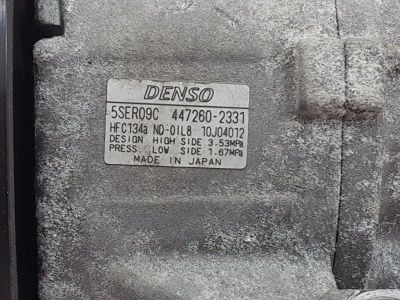 DENSO
5SER09C 447260-2331
HFC134a ND-OIL8 10J04012
DESIGN HIGH SIDE 3.53MPa
PRESS. LOW SIDE 1.67MPa
MADE IN JAPAN